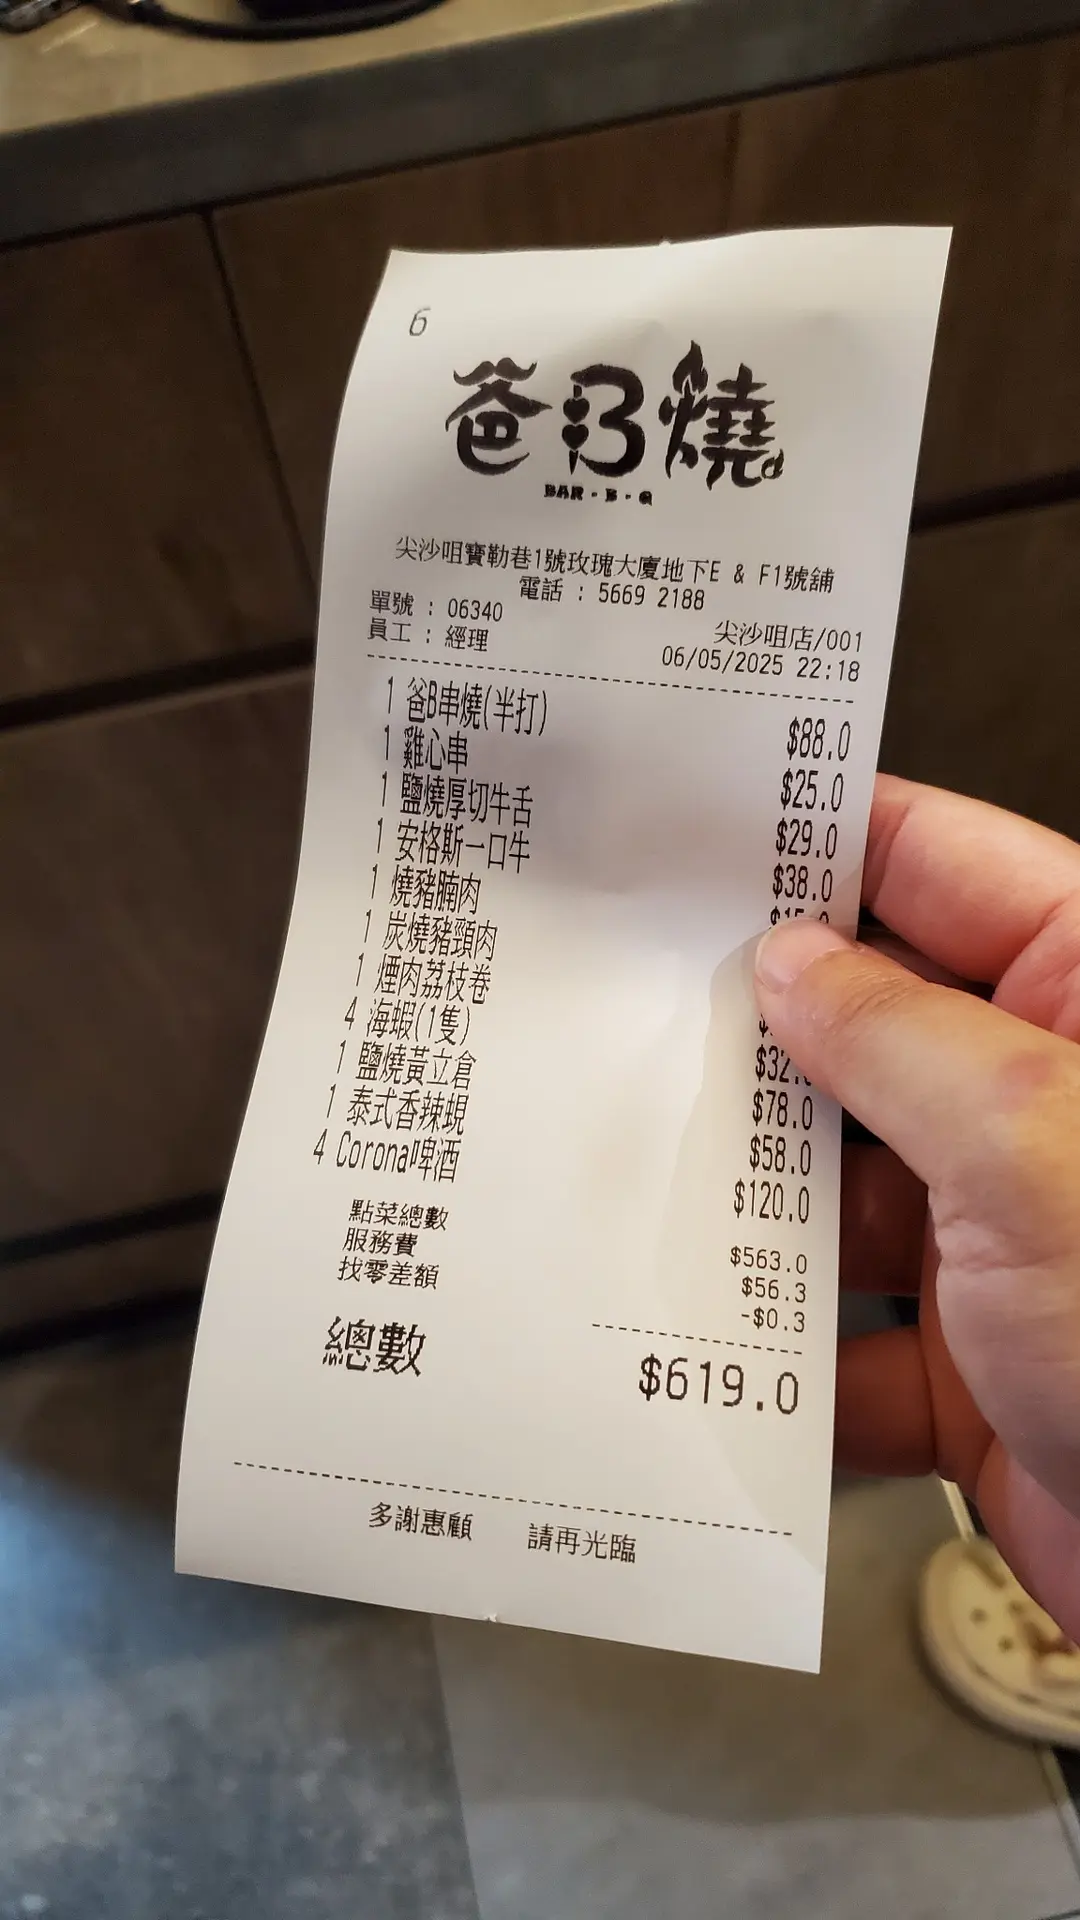 6
爸B燒
BAR-B-Q
尖沙咀寶勒巷1號玫瑰大廈地下E & F1號舖
電話 : 5669 2188
單號 : 06340 尖沙咀店/001
員工 : 經理 06/05/2025 22:18
1 爸B串燒(半打) $88.0
1 雞心串 $25.0
1 鹽燒厚切牛舌 $29.0
1 安格斯一口牛 $38.0
1 燒豬腩肉
1 炭燒豬頸肉
1 煙肉荔枝卷
4 海蝦(1隻) $32.
1 鹽燒黃立倉 $78.0
1 泰式香辣蜆 $58.0
4 Corona啤酒 $120.0
點菜總數 $563.0
服務費 $56.3
找零差額 -$0.3
總數 $619.0
多謝惠顧 請再光臨